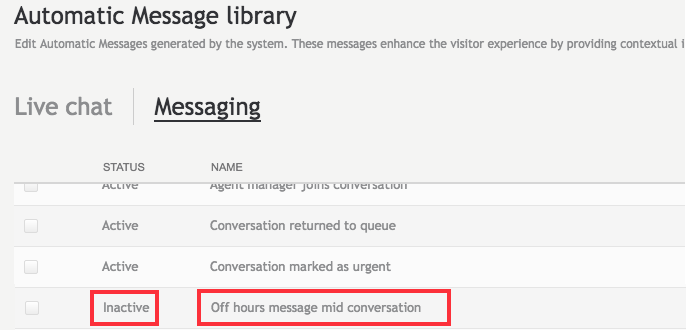 Automatic Message library
Edit Automatic Messages generated by the system. These messages enhance the visitor experience by providing contextual i
Live chat Messaging
STATUS NAME
Active Agent manager joins conversation
Active Conversation returned to queue
Active Conversation marked as urgent
Inactive Off hours message mid conversation